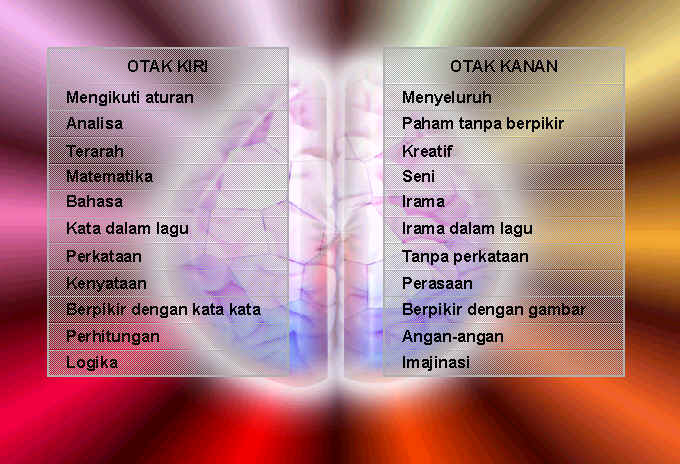 OTAK KIRI
Mengikuti aturan
Analisa
Terarah
Matematika
Bahasa
Kata dalam lagu
Perkataan
Kenyataan
Berpikir dengan kata kata
Perhitungan
Logika
OTAK KANAN
Menyeluruh
Paham tanpa berpikir
Kreatif
Seni
Irama
Irama dalam lagu
Tanpa perkataan
Perasaan
Berpikir dengan gambar
Angan-angan
Imajinasi